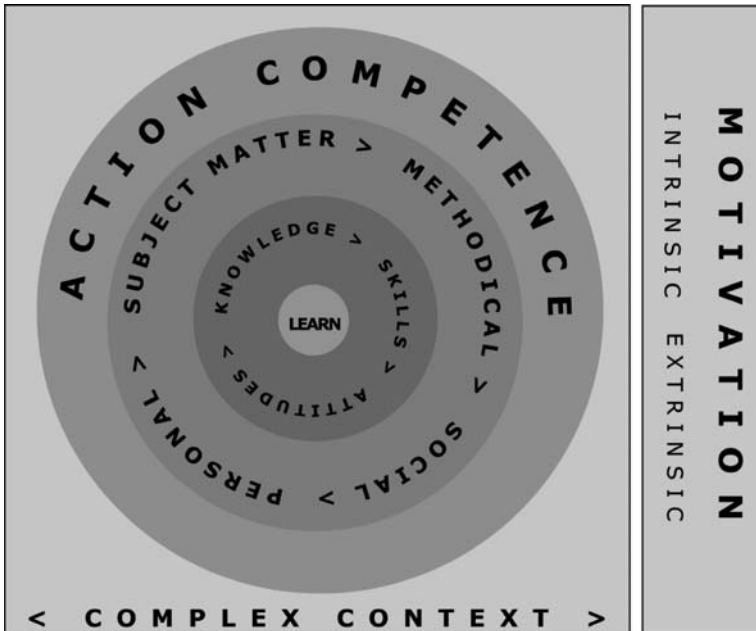 ACTION COMPETENCE
SUBJECT MATTER > METHODICAL > SOCIAL > PERSONAL >
KNOWLEDGE > SKILLS > ATTITUDES >
LEARN
< COMPLEX CONTEXT >
MOTIVATION
INTRINSIC EXTRINSIC